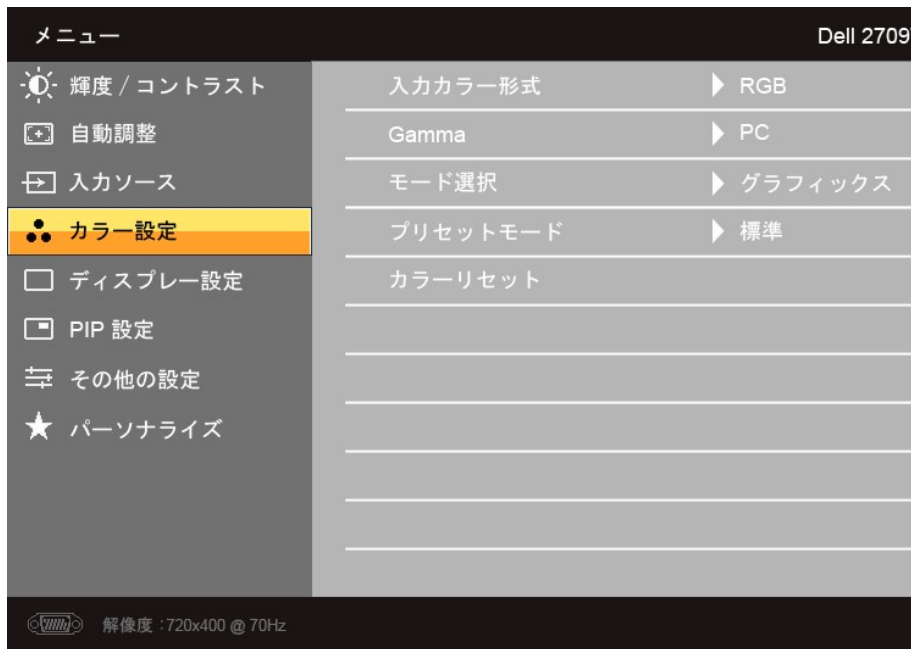 メニュー
Dell 2709
輝度 / コントラスト
自動調整
入力ソース
カラー設定
ディスプレー設定
PIP 設定
その他の設定
パーソナライズ
入力カラー形式 RGB
Gamma PC
モード選択 グラフィックス
プリセットモード 標準
カラーリセット
解像度 :720x400 @ 70Hz